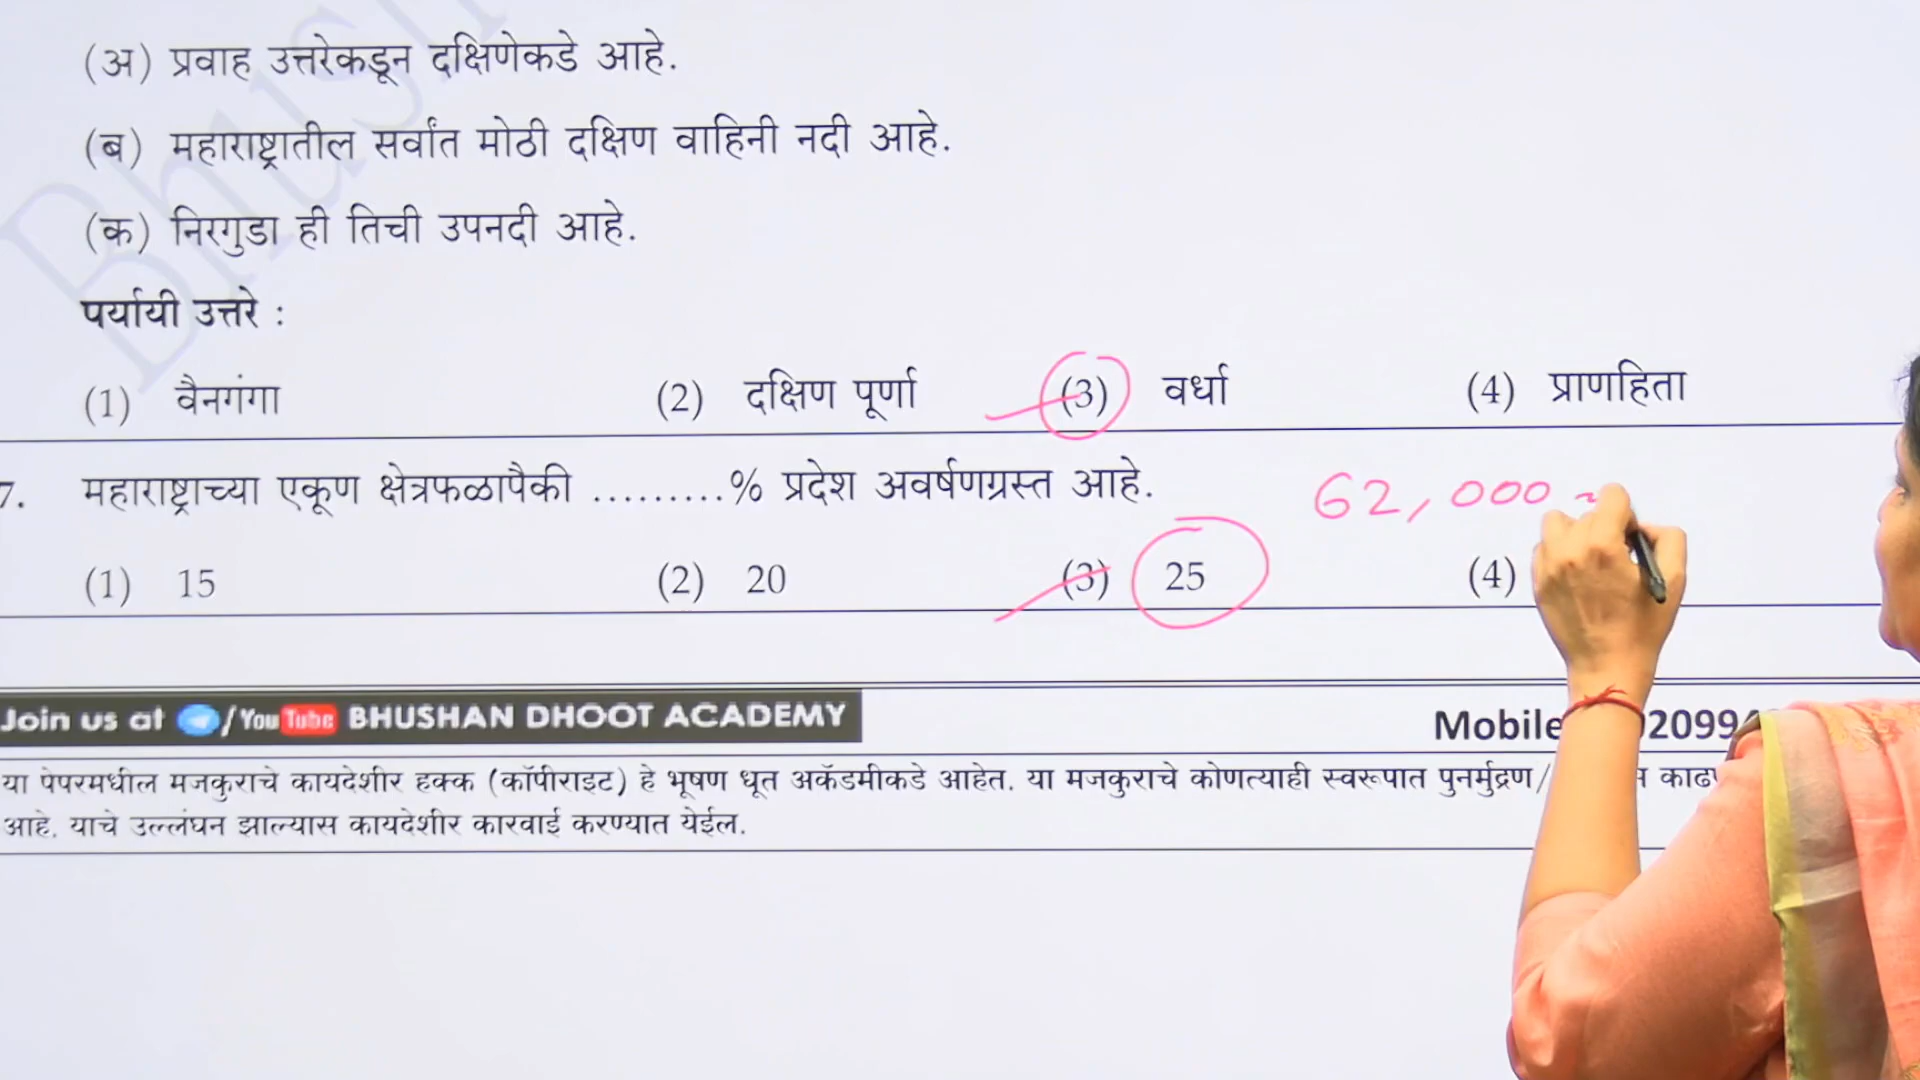 (अ) प्रवाह उत्तरेकडून दक्षिणेकडे आहे.
(ब) महाराष्ट्रातील सर्वांत मोठी दक्षिण वाहिनी नदी आहे.
(क) निरगुडा ही तिची उपनदी आहे.
पर्यायी उत्तरे :
(1) वैनगंगा (2) दक्षिण पूर्णा (3) वर्धा (4) प्राणहिता
7. महाराष्ट्राच्या एकूण क्षेत्रफळापैकी .........% प्रदेश अवर्षणग्रस्त आहे. 62,000
(1) 15 (2) 20 (3) 25 (4)
Join us at /YouTube BHUSHAN DHOOT ACADEMY Mobile 2099
या पेपरमधील मजकुराचे कायदेशीर हक्क (कॉपीराइट) हे भूषण धूत अकॅडमीकडे आहेत. या मजकुराचे कोणत्याही स्वरूपात पुनर्मुद्रण/
आहे. याचे उल्लंघन झाल्यास कायदेशीर कारवाई करण्यात येईल.